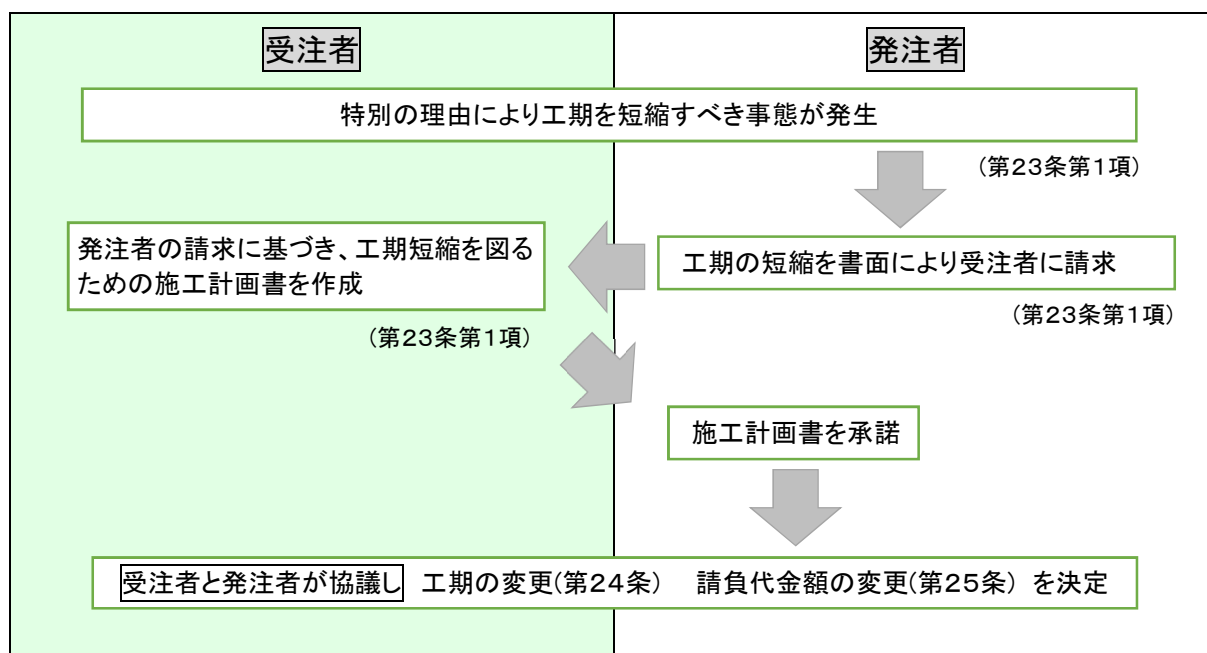 受注者
発注者
特別の理由により工期を短縮すべき事態が発生
(第23条第1項)
発注者の請求に基づき、工期短縮を図る
ための施工計画書を作成
工期の短縮を書面により受注者に請求
(第23条第1項)
(第23条第1項)
施工計画書を承諾
受注者と発注者が協議し 工期の変更(第24条) 請負代金額の変更(第25条) を決定